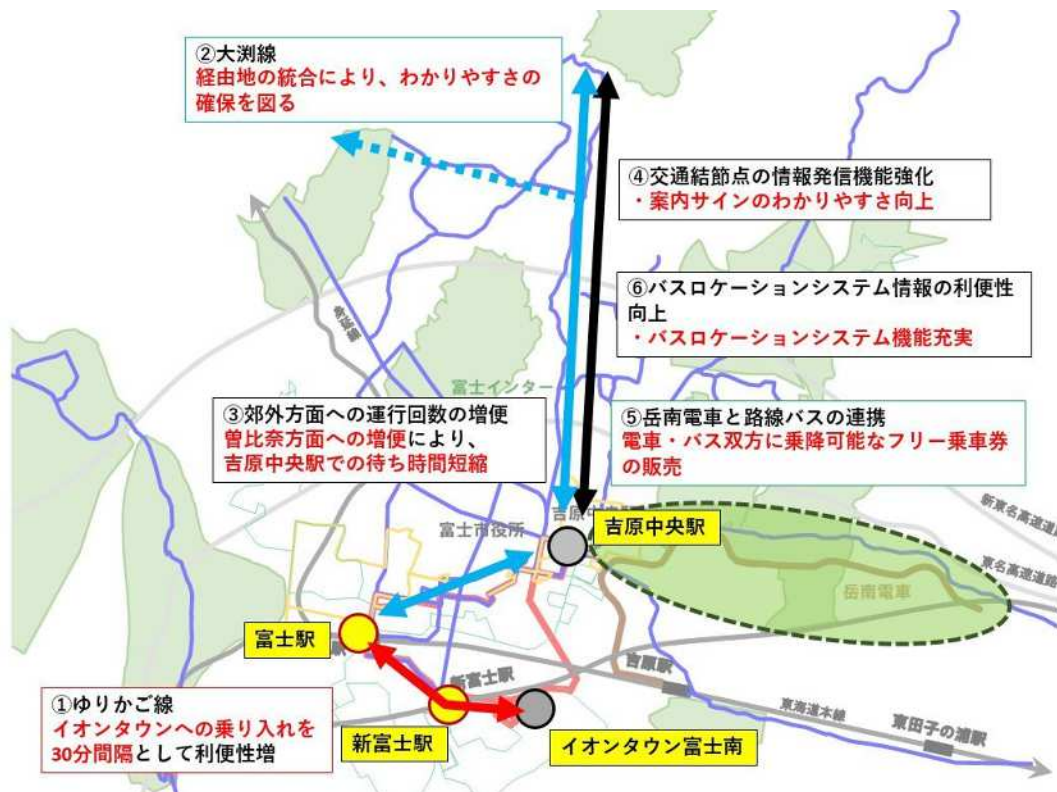 ②大渕線
経由地の統合により、わかりやすさの
確保を図る
④交通結節点の情報発信機能強化
・案内サインのわかりやすさ向上
⑥バスロケーションシステム情報の利便性
向上
・バスロケーションシステム機能充実
富士インター
③郊外方面への運行回数の増便
曽比奈方面への増便により、
吉原中央駅での待ち時間短縮
⑤岳南電車と路線バスの連携
電車・バス双方に乗降可能なフリー乗車券
の販売
新東名高速道路
富士市役所
吉原中央駅
東名高速道路
岳南電車
富士駅
新富士駅
吉原駅
東海道本線
東田子の浦駅
①ゆりかご線
イオンタウンへの乗り入れを
30分間隔として利便性増
新富士駅
イオンタウン富士南